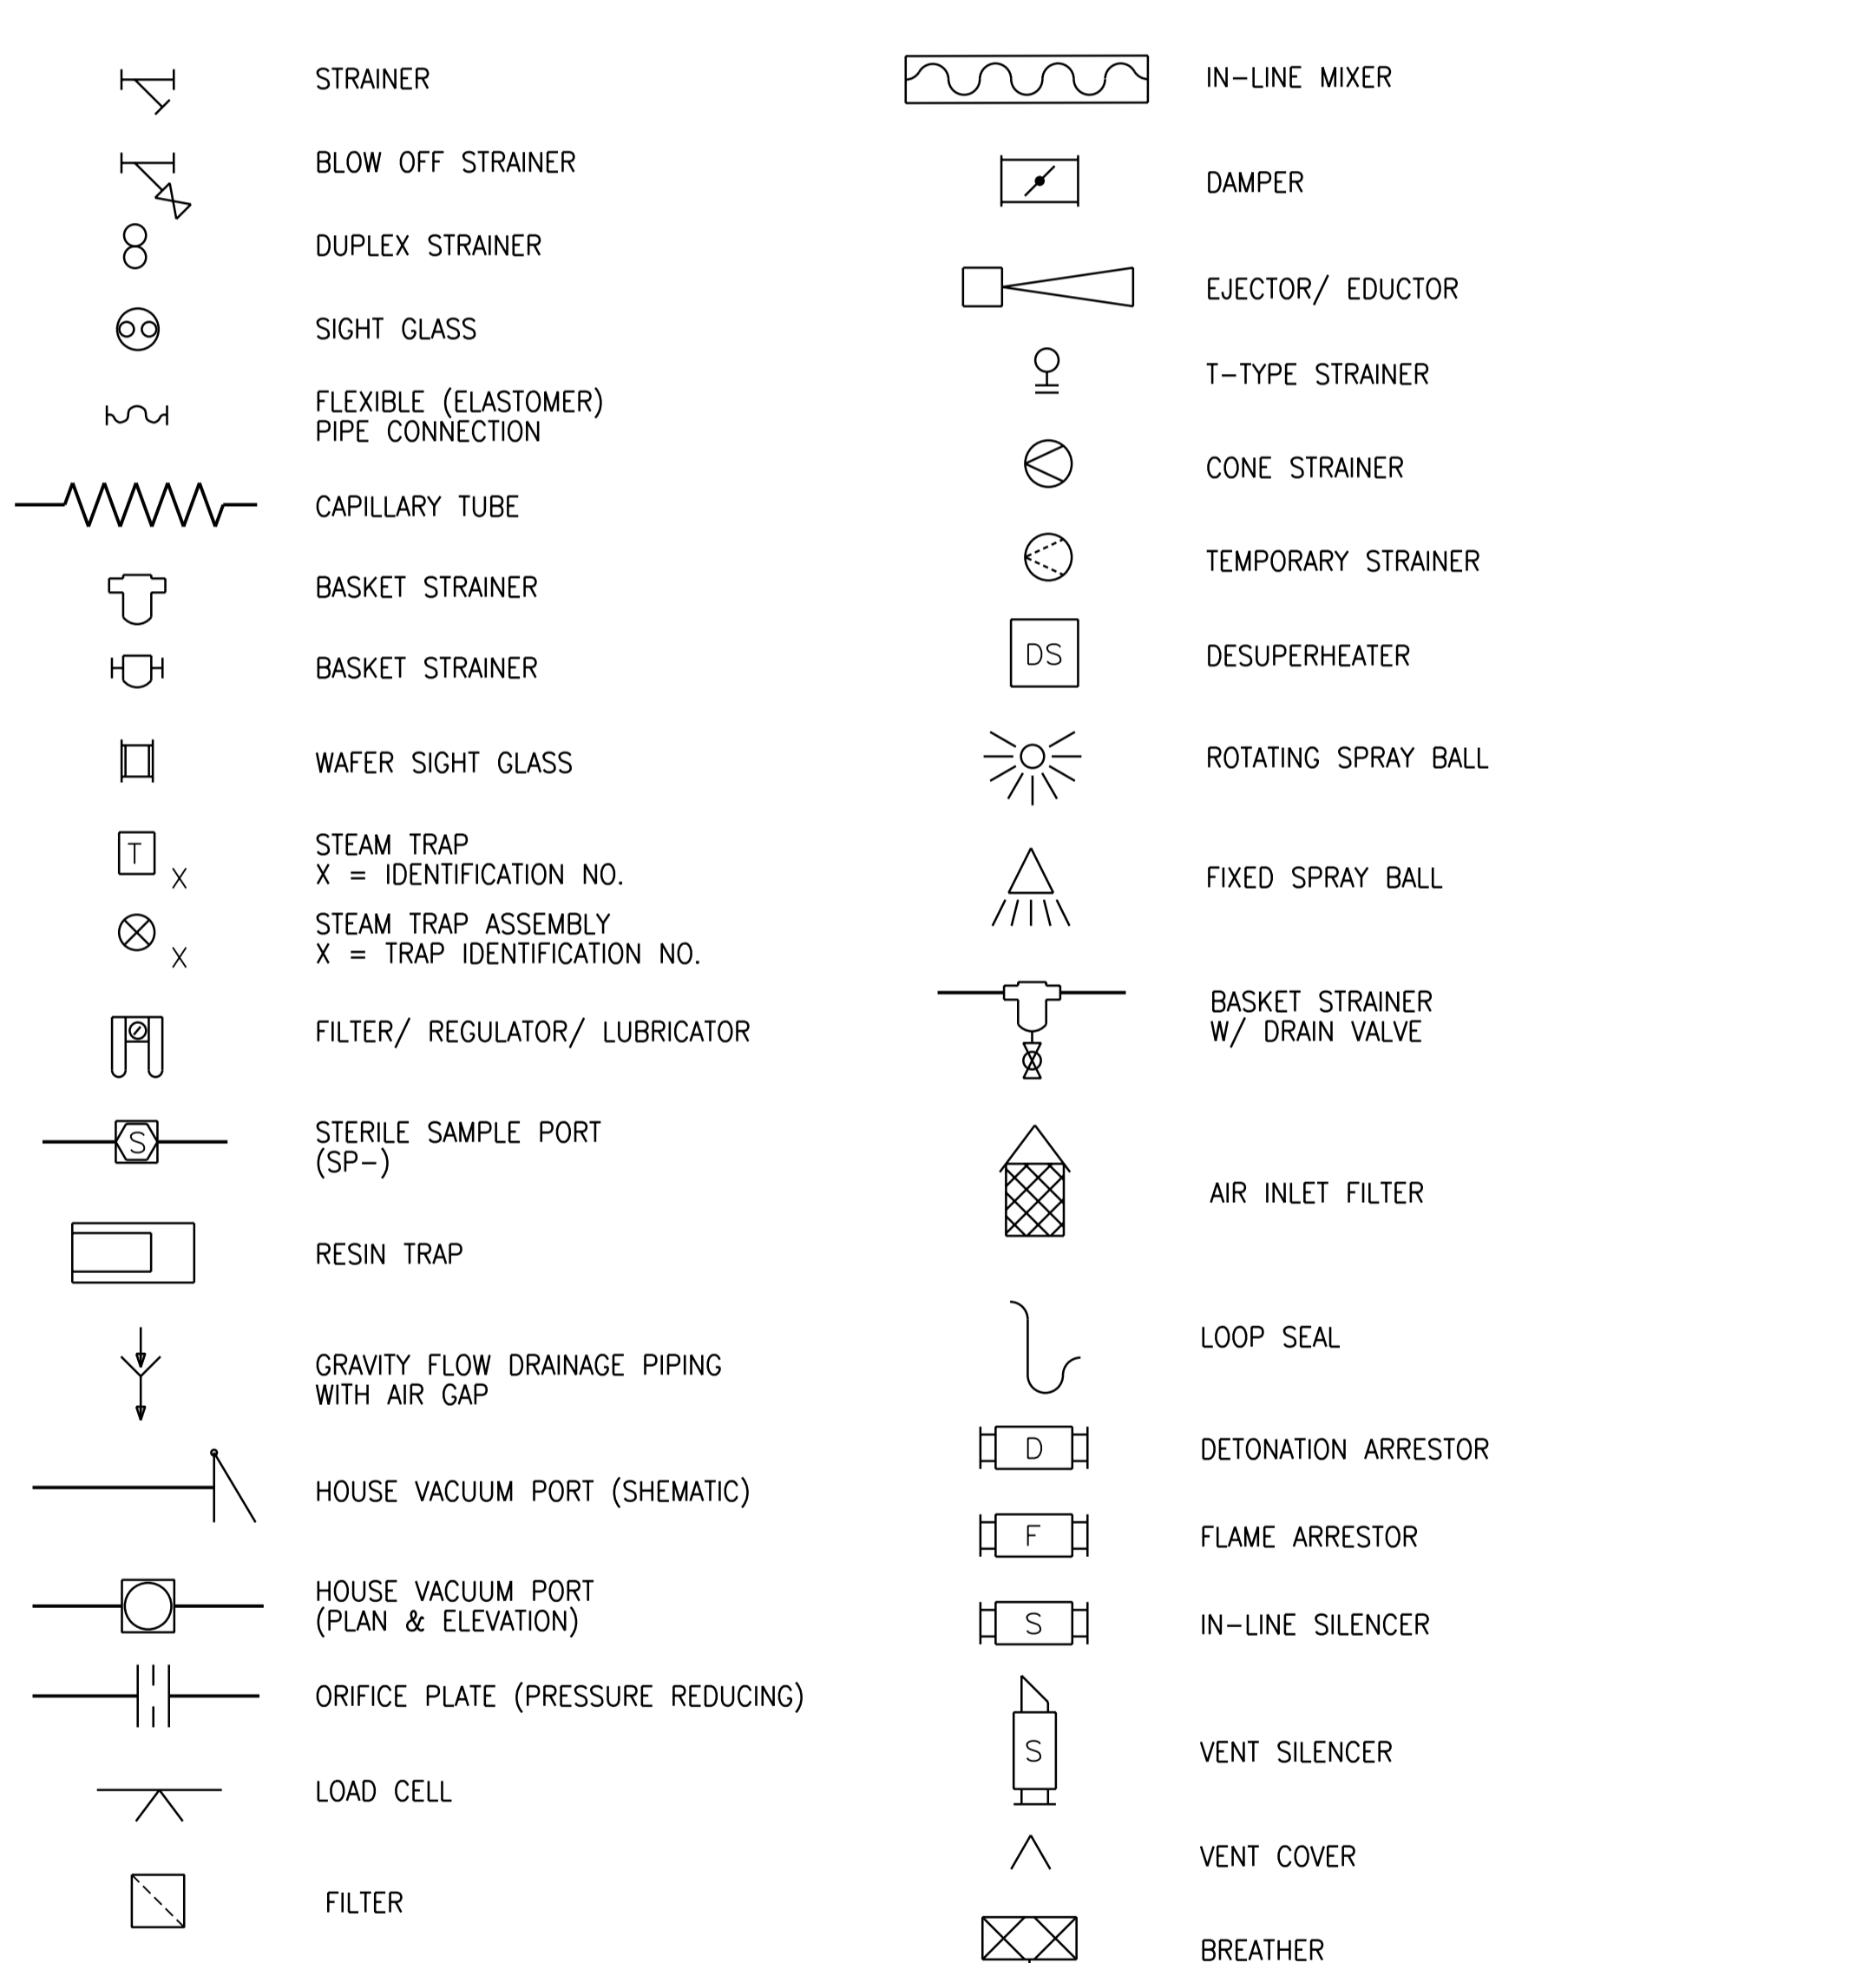 STRAINER
BLOW OFF STRAINER
DUPLEX STRAINER
SIGHT GLASS
FLEXIBLE (ELASTOMER)
PIPE CONNECTION
CAPILLARY TUBE
BASKET STRAINER
BASKET STRAINER
WAFER SIGHT GLASS
T
X
STEAM TRAP
X = IDENTIFICATION NO.
X
STEAM TRAP ASSEMBLY
X = TRAP IDENTIFICATION NO.
FILTER/ REGULATOR/ LUBRICATOR
S
STERILE SAMPLE PORT
(SP-)
RESIN TRAP
GRAVITY FLOW DRAINAGE PIPING
WITH AIR GAP
HOUSE VACUUM PORT (SHEMATIC)
HOUSE VACUUM PORT
(PLAN & ELEVATION)
ORIFICE PLATE (PRESSURE REDUCING)
LOAD CELL
FILTER
IN-LINE MIXER
DAMPER
EJECTOR/ EDUCTOR
T-TYPE STRAINER
CONE STRAINER
TEMPORARY STRAINER
DS
DESUPERHEATER
ROTATING SPRAY BALL
FIXED SPRAY BALL
BASKET STRAINER
W/ DRAIN VALVE
AIR INLET FILTER
LOOP SEAL
D
DETONATION ARRESTOR
F
FLAME ARRESTOR
S
IN-LINE SILENCER
S
VENT SILENCER
VENT COVER
BREATHER